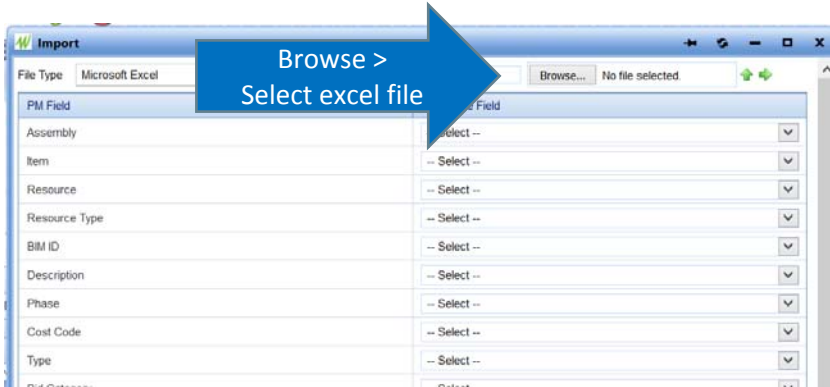 Import
Browse >
Select excel file
File Type Microsoft Excel Browse... No file selected.
PM Field Field
Assembly Select --
Item -- Select --
Resource -- Select --
Resource Type -- Select --
BIM ID -- Select --
Description -- Select --
Phase -- Select --
Cost Code -- Select --
Type -- Select --